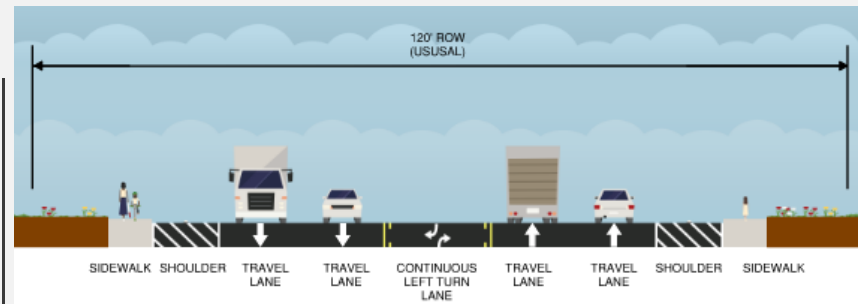 120' ROW
(USUSAL)
SIDEWALK
SHOULDER
TRAVEL
LANE
TRAVEL
LANE
CONTINUOUS
LEFT TURN
LANE
TRAVEL
LANE
TRAVEL
LANE
SHOULDER
SIDEWALK